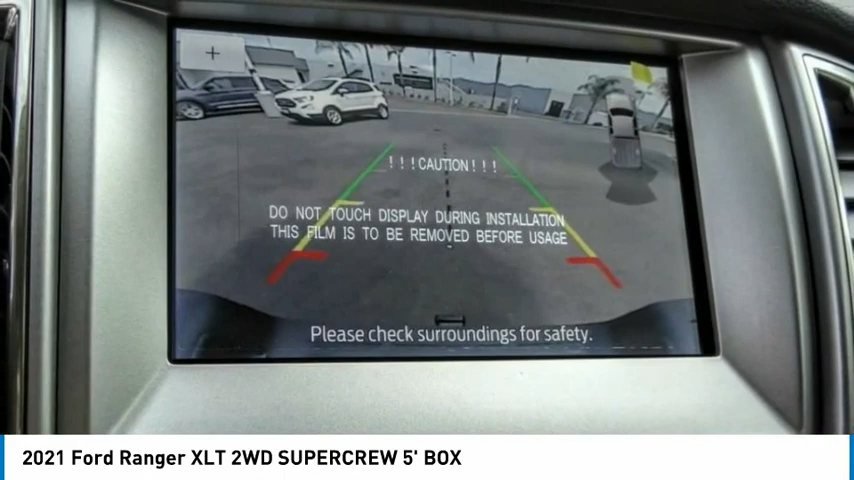 ! ! ! CAUTION ! ! !
DO NOT TOUCH DISPLAY DURING INSTALLATION
THIS FILM IS TO BE REMOVED BEFORE USAGE
Please check surroundings for safety.
2021 Ford Ranger XLT 2WD SUPERCREW 5' BOX